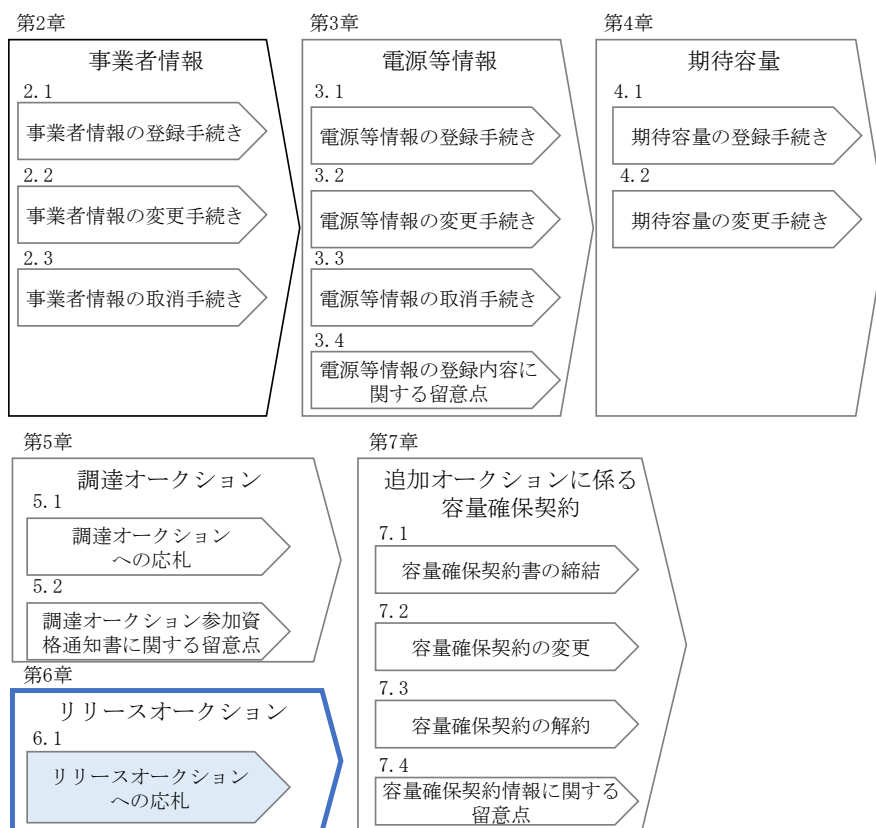 第2章
事業者情報
2.1
事業者情報の登録手続き
2.2
事業者情報の変更手続き
2.3
事業者情報の取消手続き
第3章
電源等情報
3.1
電源等情報の登録手続き
3.2
電源等情報の変更手続き
3.3
電源等情報の取消手続き
3.4
電源等情報の登録内容に
関する留意点
第4章
期待容量
4.1
期待容量の登録手続き
4.2
期待容量の変更手続き
第5章
調達オークション
5.1
調達オークション
への応札
5.2
調達オークション参加資
格通知書に関する留意点
第6章
リリースオークション
6.1
リリースオークション
への応札
第7章
追加オークションに係る
容量確保契約
7.1
容量確保契約書の締結
7.2
容量確保契約の変更
7.3
容量確保契約の解約
7.4
容量確保契約情報に関する
留意点